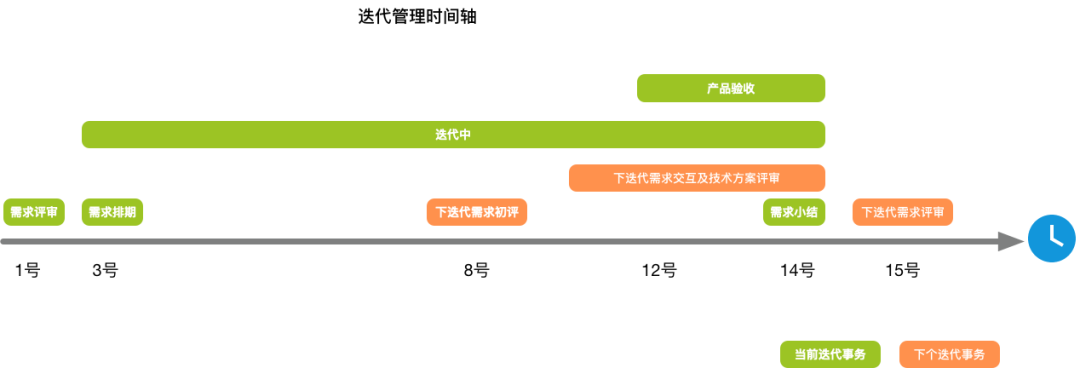 迭代管理时间轴
产品验收
迭代中
下迭代需求交互及技术方案评审
需求评审
需求排期
下迭代需求初评
需求小结
下迭代需求评审
1号
3号
8号
12号
14号
15号
当前迭代事务
下个迭代事务